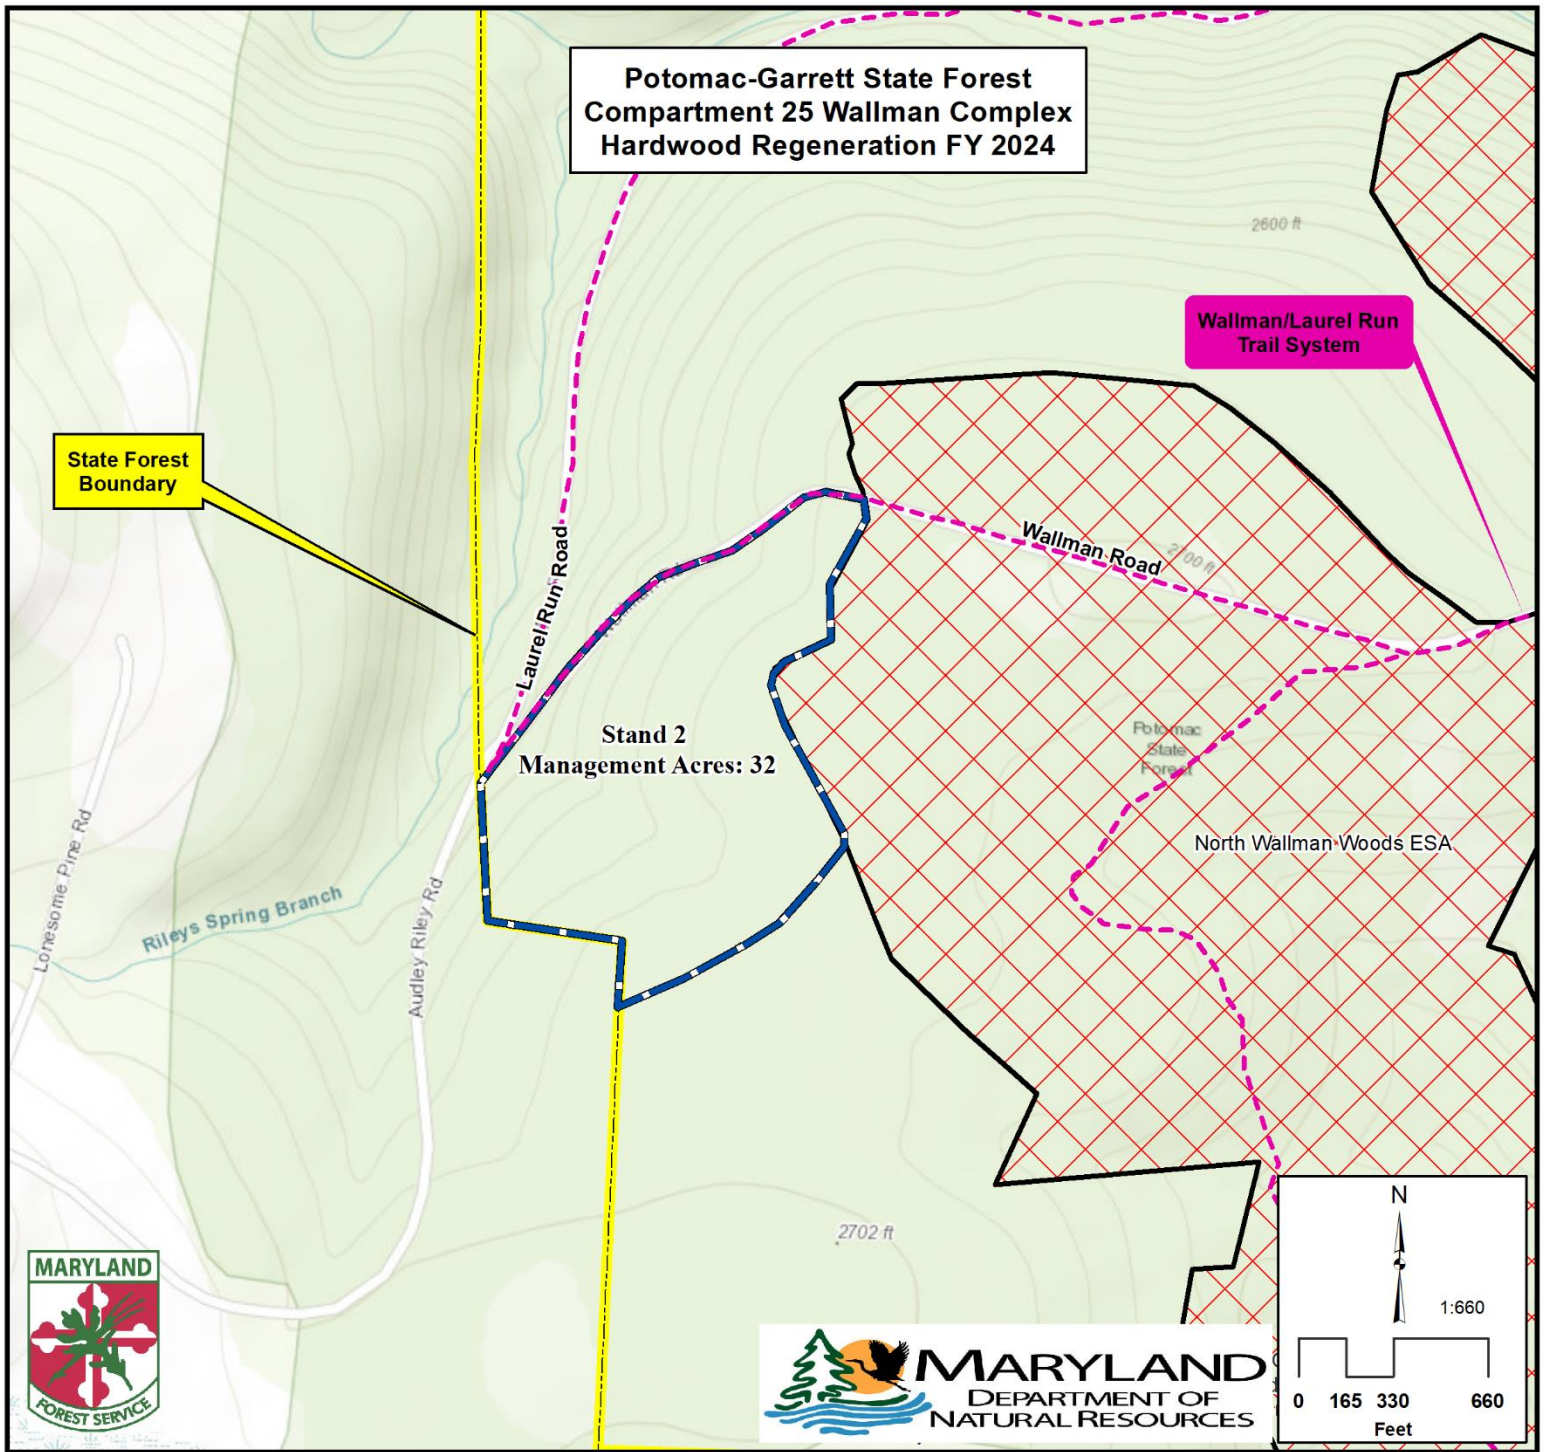 Potomac-Garrett State Forest
Compartment 25 Wallman Complex
Hardwood Regeneration FY 2024
2600 ft
Wallman/Laurel Run
Trail System
State Forest
Boundary
Laurel Run Road
Wallman Road
2700 ft
Stand 2
Management Acres: 32
Potomac
State
Forest
North Wallman Woods ESA
Lonesome Pine Rd
Rileys Spring Branch
Audley Riley Rd
2702 ft
MARYLAND
FOREST SERVICE
MARYLAND
DEPARTMENT OF
NATURAL RESOURCES
N
1:660
0 165 330 660
Feet